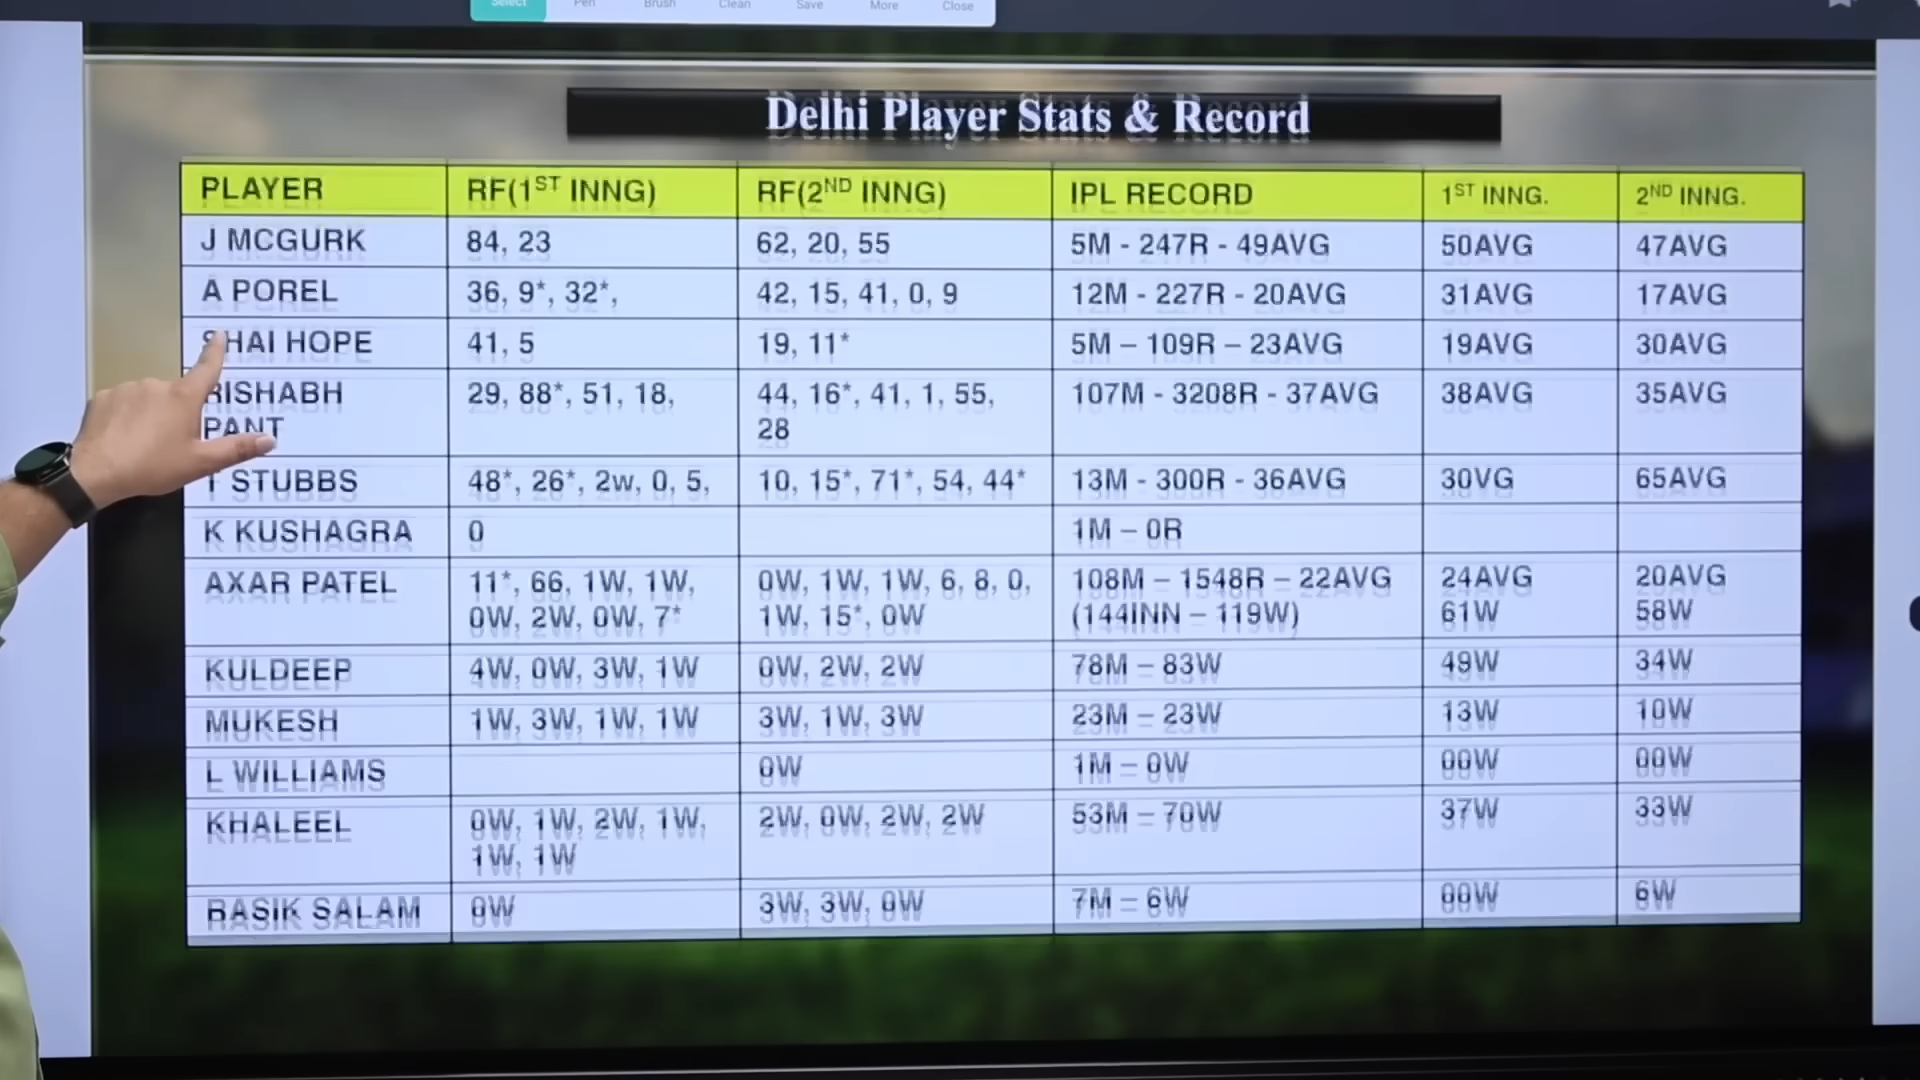 Select Pen Brush Clean Save More Close
Delhi Player Stats & Record
PLAYER RF(1ST INNG) RF(2ND INNG) IPL RECORD 1ST INNG. 2ND INNG.
J MCGURK 84, 23 62, 20, 55 5M - 247R - 49AVG 50AVG 47AVG
A POREL 36, 9*, 32*, 42, 15, 41, 0, 9 12M - 227R - 20AVG 31AVG 17AVG
SHAI HOPE 41, 5 19, 11* 5M – 109R – 23AVG 19AVG 30AVG
RISHABH PANT 29, 88*, 51, 18, 44, 16*, 41, 1, 55, 28 107M - 3208R - 37AVG 38AVG 35AVG
T STUBBS 48*, 26*, 2w, 0, 5, 10, 15*, 71*, 54, 44* 13M - 300R - 36AVG 30VG 65AVG
K KUSHAGRA 0 1M – 0R
AXAR PATEL 11*, 66, 1W, 1W, 0W, 2W, 0W, 7* 0W, 1W, 1W, 6, 8, 0, 1W, 15*, 0W 108M – 1548R – 22AVG (144INN – 119W) 24AVG 61W 20AVG 58W
KULDEEP 4W, 0W, 3W, 1W 0W, 2W, 2W 78M – 83W 49W 34W
MUKESH 1W, 3W, 1W, 1W 3W, 1W, 3W 23M – 23W 13W 10W
L WILLIAMS 0W 1M – 0W 00W 00W
KHALEEL 0W, 1W, 2W, 1W, 1W, 1W 2W, 0W, 2W, 2W 53M – 70W 37W 33W
RASIK SALAM 0W 3W, 3W, 0W 7M – 6W 00W 6W